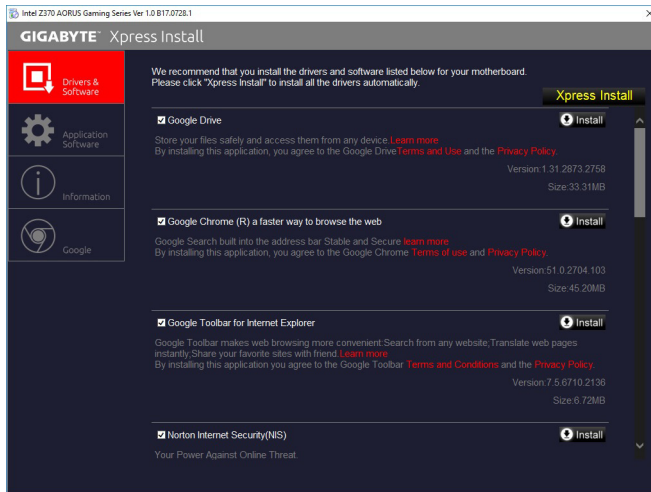 Intel Z370 AORUS Gaming Series Ver 1.0 B17.0728.1
GIGABYTE™ Xpress Install
Drivers &
Software
Application
Software
Information
Google
We recommend that you install the drivers and software listed below for your motherboard.
Please click "Xpress Install" to install all the drivers automatically.
Xpress Install
Google Drive
Install
Store your files safely and access them from any device.Learn more
By installing this application, you agree to the Google DriveTerms and Use and the Privacy Policy.
Version:1.31.2873.2758
Size:33.31MB
Google Chrome (R) a faster way to browse the web
Install
Google Search built into the address bar Stable and Secure learn more
By installing this application, you agree to the Google Chrome Terms of use and Privacy Policy.
Version:51.0.2704.103
Size:45.20MB
Google Toolbar for Internet Explorer
Install
Google Toolbar makes web browsing more convenient:Search from any website;Translate web pages
instantly,Share your favorite sites with friend.Learn more
By installing this application you agree to the Google Toolbar Terms and Conditions and the Privacy Policy.
Version:7.5.6710.2136
Size:6.72MB
Norton Internet Security(NIS)
Install
Your Power Against Online Threat.